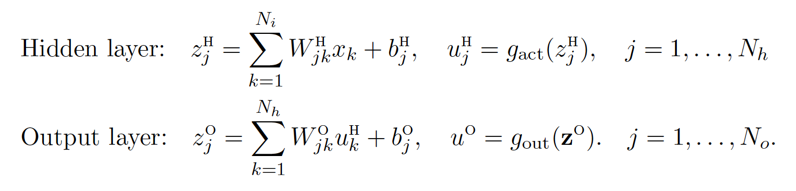 Hidden layer: $z_j^{\mathrm{H}} = \sum_{k=1}^{N_i} W_{jk}^{\mathrm{H}} x_k + b_j^{\mathrm{H}}, \quad u_j^{\mathrm{H}} = g_{\mathrm{act}}(z_j^{\mathrm{H}}), \quad j = 1, \ldots, N_h$
Output layer: $z_j^{\mathrm{O}} = \sum_{k=1}^{N_h} W_{jk}^{\mathrm{O}} u_k^{\mathrm{H}} + b_j^{\mathrm{O}}, \quad u^{\mathrm{O}} = g_{\mathrm{out}}(\mathbf{z}^{\mathrm{O}}). \quad j = 1, \ldots, N_o.$